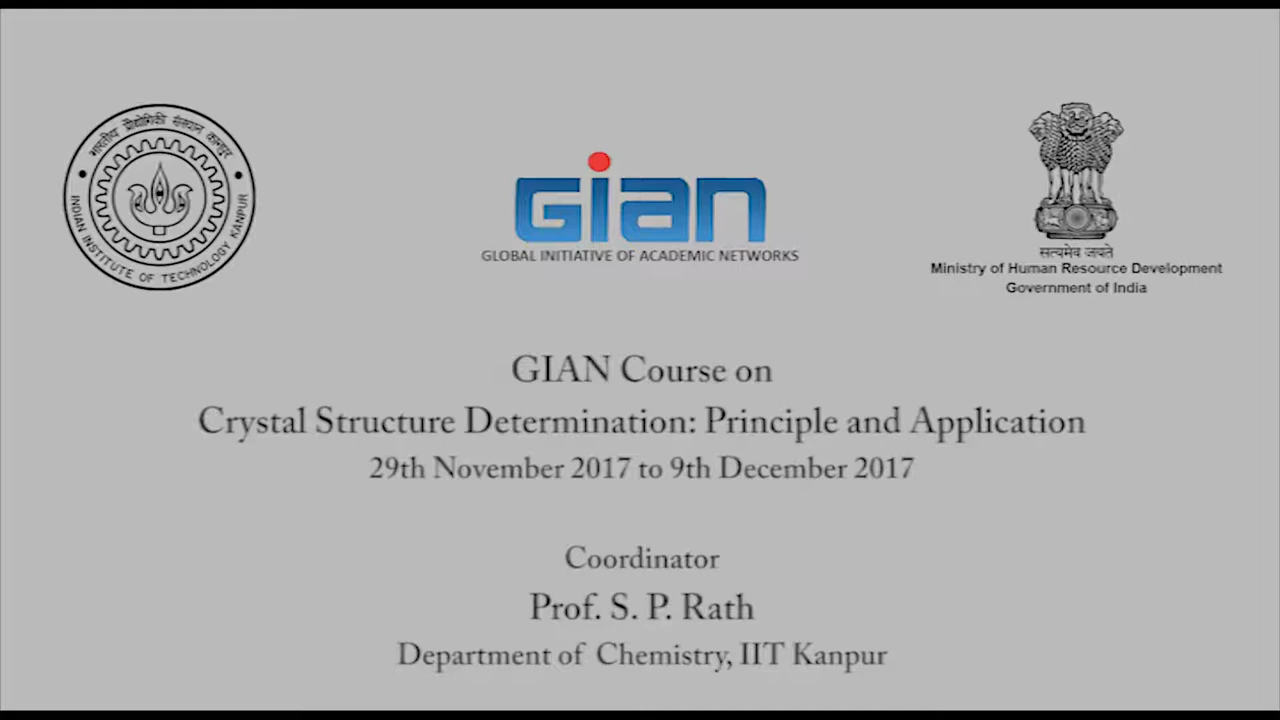 भारतीय प्रौद्योगिकी संस्थान कानपुर
INDIAN INSTITUTE OF TECHNOLOGY KANPUR
GIAN
GLOBAL INITIATIVE OF ACADEMIC NETWORKS
सत्यमेव जयते
Ministry of Human Resource Development
Government of India
GIAN Course on
Crystal Structure Determination: Principle and Application
29th November 2017 to 9th December 2017
Coordinator
Prof. S. P. Rath
Department of Chemistry, IIT Kanpur